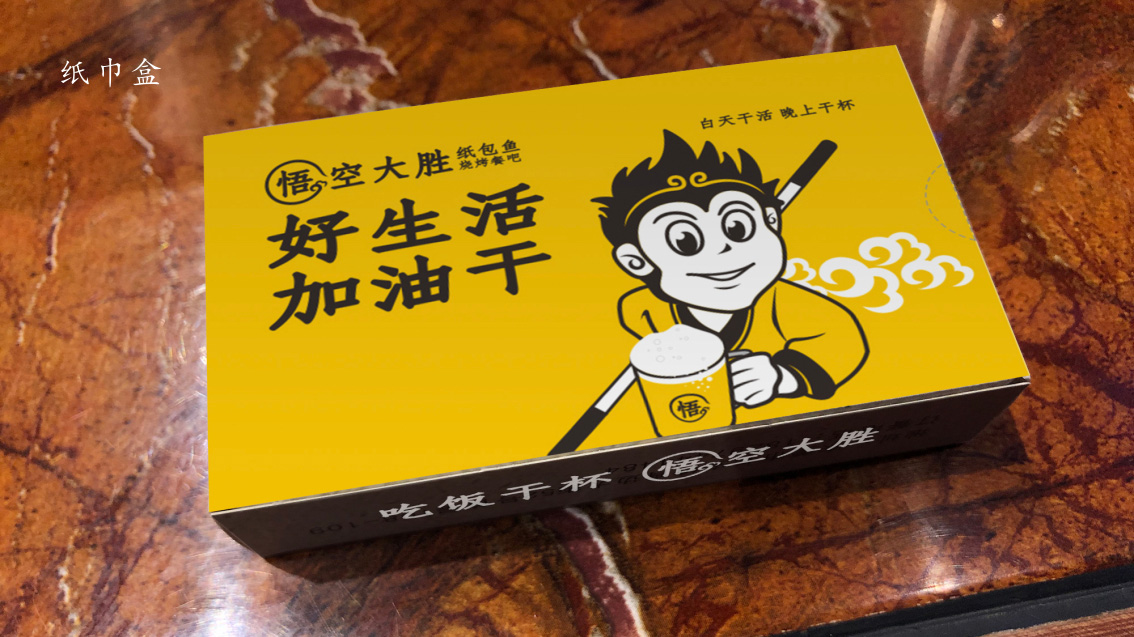 纸巾盒
白天干活 晚上干杯
悟空大胜 纸包鱼
烧烤餐吧
好生活
加油干
悟
吃饭干杯 悟空大胜